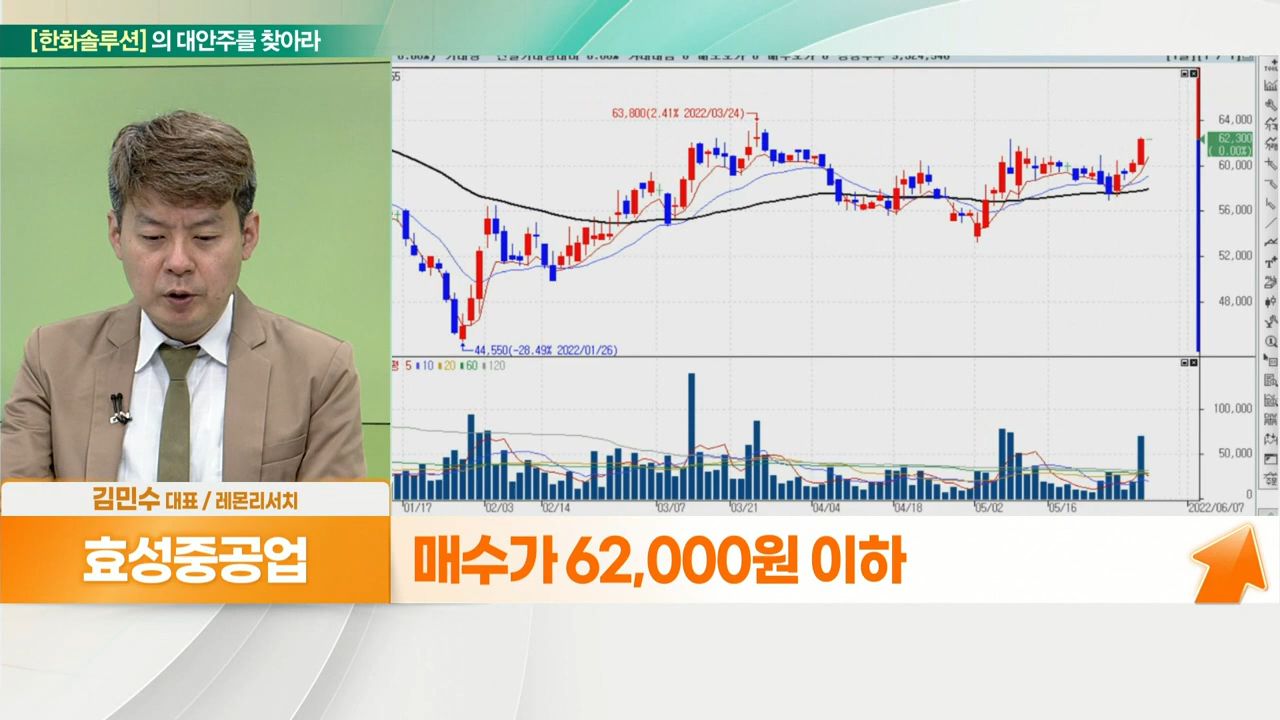 [한화솔루션] 의 대안주를 찾아라
63,800(2.41% 2022/03/24)
64,000
62,300
( 0.00%)
60,000
56,000
52,000
48,000
44,550(-28.49% 2022/01/26)
평 5 10 20 60 120
100,000
50,000
0
01/17 02/03 02/14 03/07 03/21 04/04 04/18 05/02 05/16 2022/06/07
김민수 대표 / 레몬리서치
효성중공업
매수가 62,000원 이하